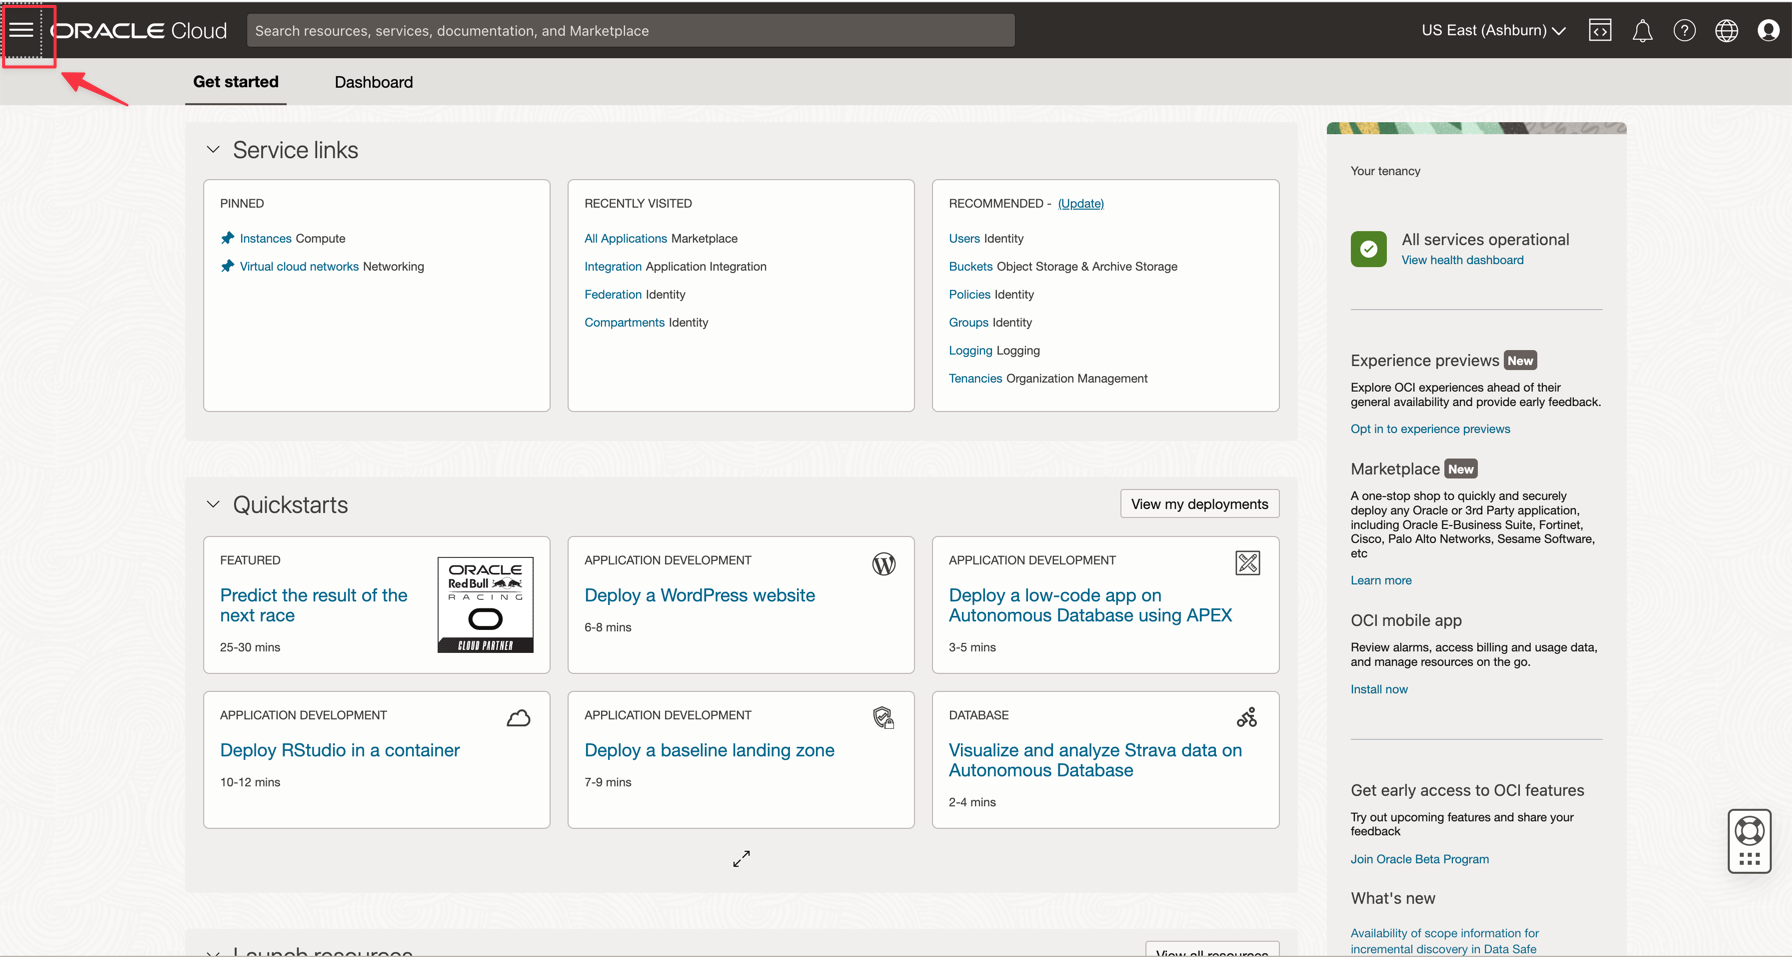 ORACLE Cloud
Search resources, services, documentation, and Marketplace
US East (Ashburn)
Get started
Dashboard
Service links
PINNED
Instances Compute
Virtual cloud networks Networking
RECENTLY VISITED
All Applications Marketplace
Integration Application Integration
Federation Identity
Compartments Identity
RECOMMENDED - (Update)
Users Identity
Buckets Object Storage & Archive Storage
Policies Identity
Groups Identity
Logging Logging
Tenancies Organization Management
Quickstarts
View my deployments
FEATURED
Predict the result of the
next race
25-30 mins
ORACLE
Red Bull
RACING
CLOUD PARTNER
APPLICATION DEVELOPMENT
Deploy a WordPress website
6-8 mins
APPLICATION DEVELOPMENT
Deploy a low-code app on
Autonomous Database using APEX
3-5 mins
APPLICATION DEVELOPMENT
Deploy RStudio in a container
10-12 mins
APPLICATION DEVELOPMENT
Deploy a baseline landing zone
7-9 mins
DATABASE
Visualize and analyze Strava data on
Autonomous Database
2-4 mins
Launch resources
View all resources
Your tenancy
All services operational
View health dashboard
Experience previews New
Explore OCI experiences ahead of their
general availability and provide early feedback.
Opt in to experience previews
Marketplace New
A one-stop shop to quickly and securely
deploy any Oracle or 3rd Party application,
including Oracle E-Business Suite, Fortinet,
Cisco, Palo Alto Networks, Sesame Software,
etc
Learn more
OCI mobile app
Review alarms, access billing and usage data,
and manage resources on the go.
Install now
Get early access to OCI features
Try out upcoming features and share your
feedback
Join Oracle Beta Program
What's new
Availability of scope information for
incremental discovery in Data Safe